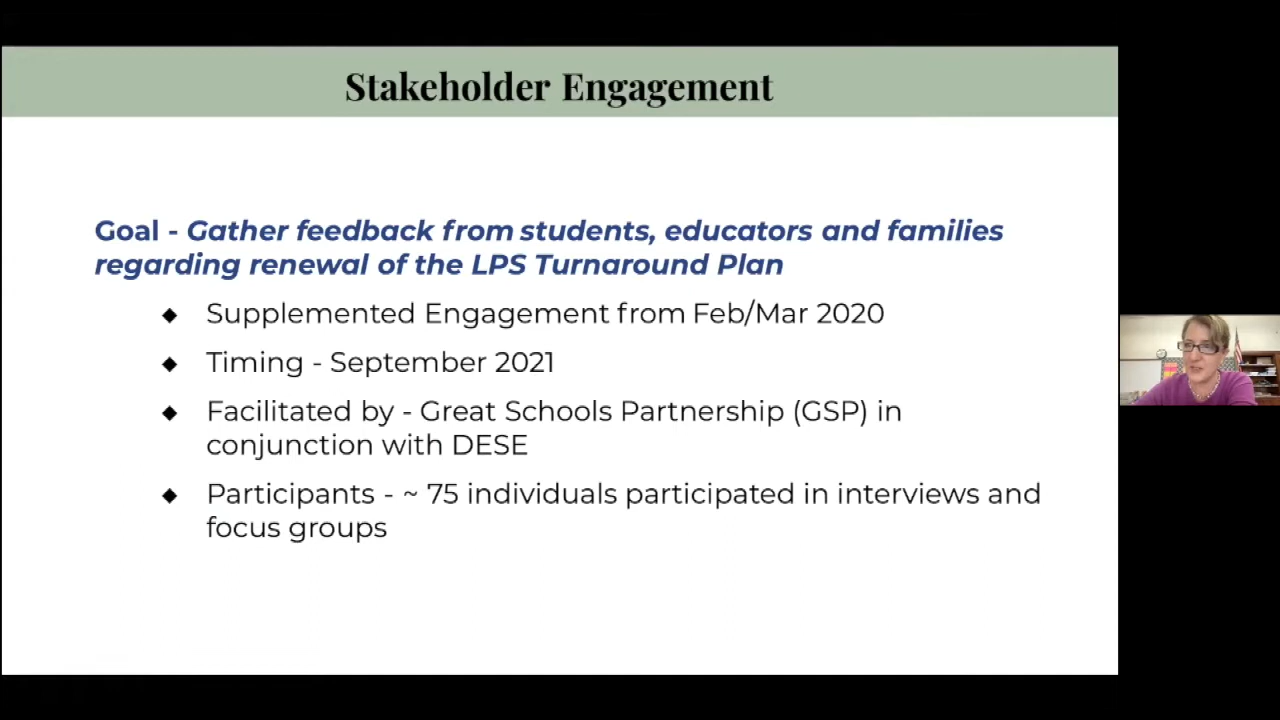 Stakeholder Engagement
Goal - Gather feedback from students, educators and families
regarding renewal of the LPS Turnaround Plan
◆ Supplemented Engagement from Feb/Mar 2020
◆ Timing - September 2021
◆ Facilitated by - Great Schools Partnership (GSP) in
conjunction with DESE
◆ Participants - ~ 75 individuals participated in interviews and
focus groups